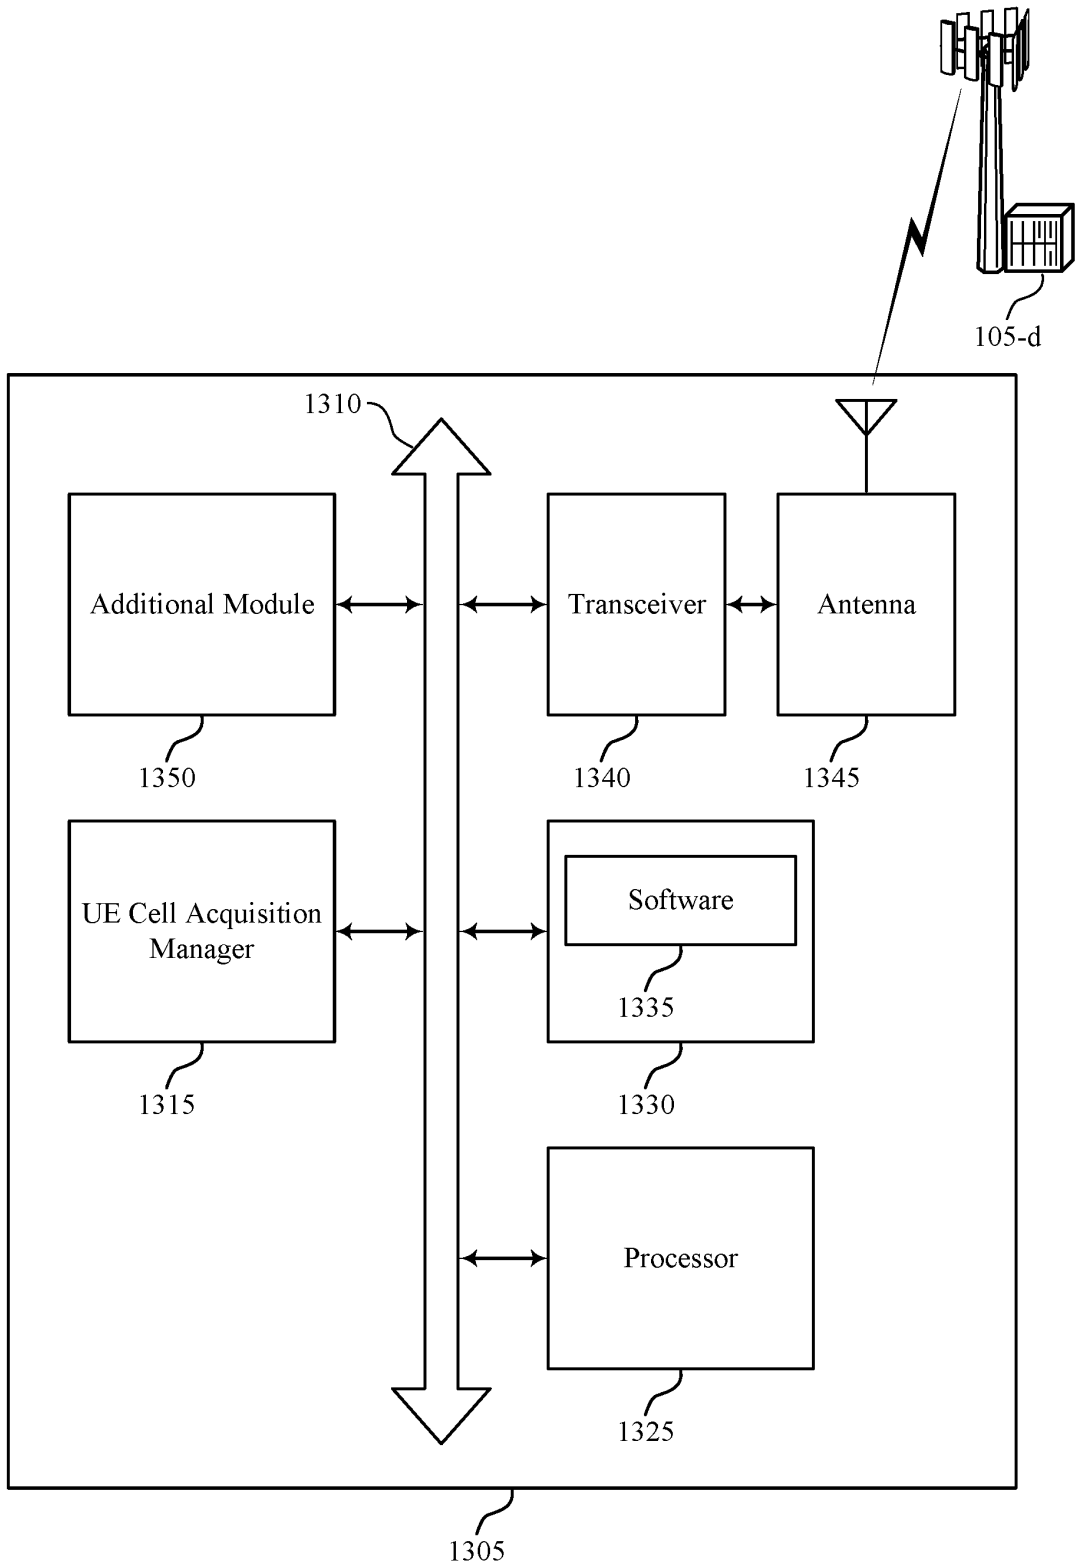 105-d
1310
Additional Module
Transceiver
Antenna
1350
1340
1345
UE Cell Acquisition
Manager
Software
1335
1315
1330
Processor
1325
1305